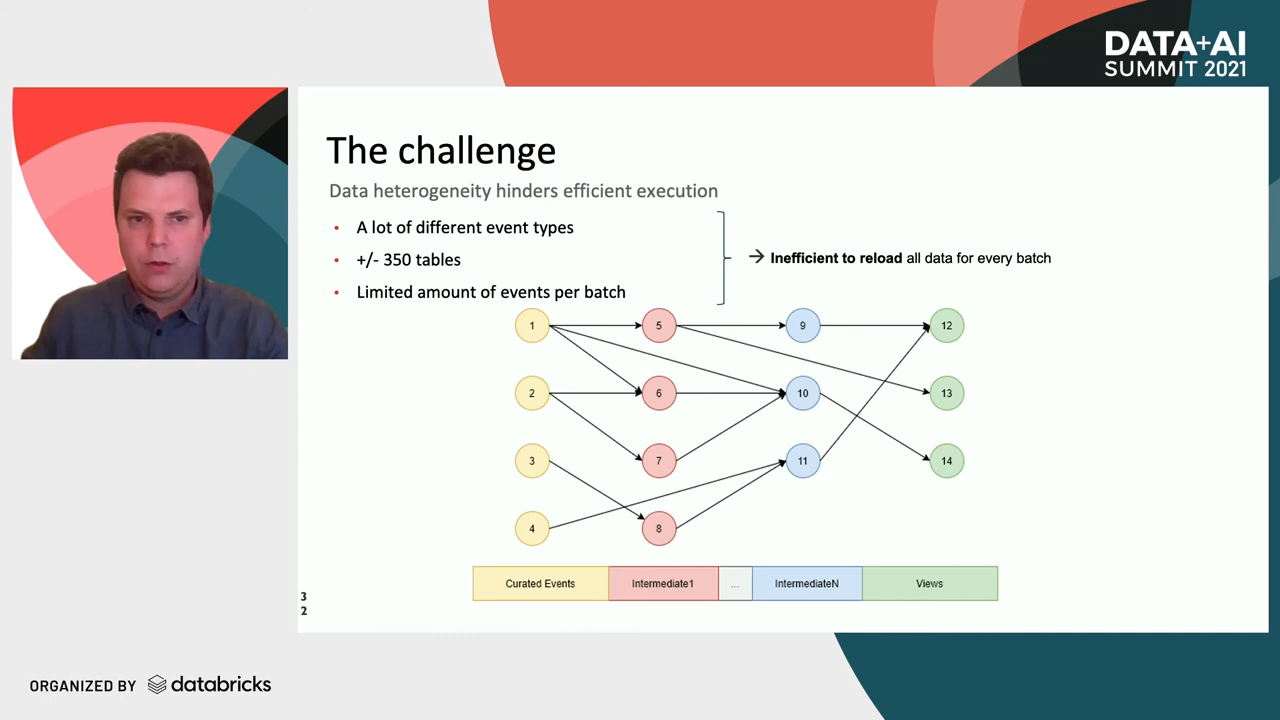 DATA+AI
SUMMIT 2021
The challenge
Data heterogeneity hinders efficient execution
• A lot of different event types
• +/- 350 tables
• Limited amount of events per batch
→ Inefficient to reload all data for every batch
1 5 9 12
2 6 10 13
3 7 11 14
4 8
Curated Events Intermediate1 ... IntermediateN Views
3
2
ORGANIZED BY databricks